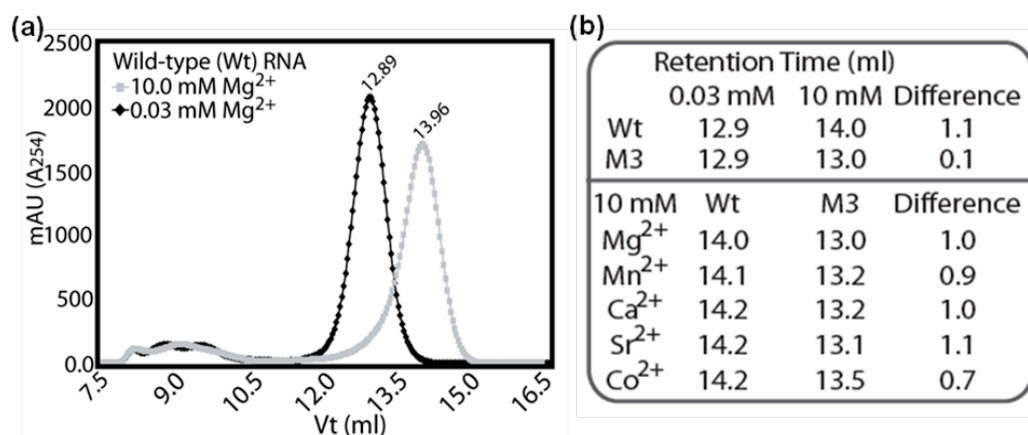 (a)
Wild-type (Wt) RNA
10.0 mM Mg2+
0.03 mM Mg2+
12.89
13.96
mAU (A254)
2500
2000
1500
1000
500
0.0
7.5 9.0 10.5 12.0 13.5 15.0 16.5
Vt (ml)
(b)
Retention Time (ml)
0.03 mM 10 mM Difference
Wt 12.9 14.0 1.1
M3 12.9 13.0 0.1
10 mM Wt M3 Difference
Mg2+ 14.0 13.0 1.0
Mn2+ 14.1 13.2 0.9
Ca2+ 14.2 13.2 1.0
Sr2+ 14.2 13.1 1.1
Co2+ 14.2 13.5 0.7